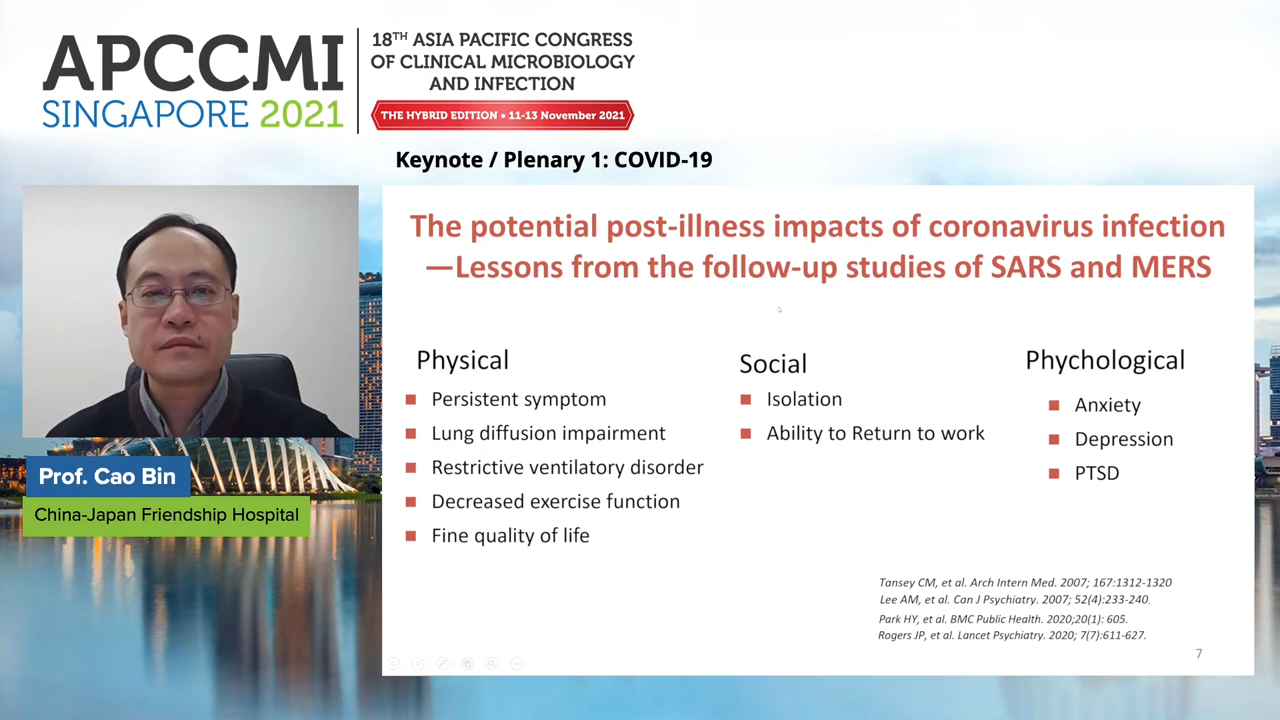 APCCMI
SINGAPORE 2021
18TH ASIA PACIFIC CONGRESS
OF CLINICAL MICROBIOLOGY
AND INFECTION
THE HYBRID EDITION • 11-13 November 2021
Keynote / Plenary 1: COVID-19
Prof. Cao Bin
China-Japan Friendship Hospital
The potential post-illness impacts of coronavirus infection
—Lessons from the follow-up studies of SARS and MERS
Physical
Persistent symptom
Lung diffusion impairment
Restrictive ventilatory disorder
Decreased exercise function
Fine quality of life
Social
Isolation
Ability to Return to work
Phychological
Anxiety
Depression
PTSD
Tansey CM, et al. Arch Intern Med. 2007; 167:1312-1320
Lee AM, et al. Can J Psychiatry. 2007; 52(4):233-240.
Park HY, et al. BMC Public Health. 2020;20(1): 605.
Rogers JP, et al. Lancet Psychiatry. 2020; 7(7):611-627.
7